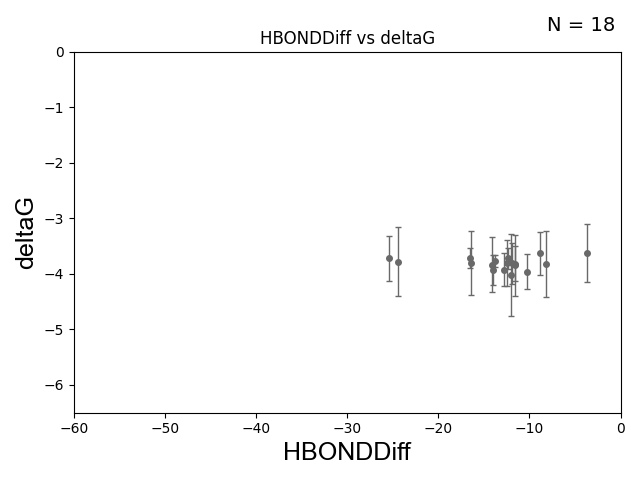 N = 18
HBONDDiff vs deltaG
0
−1
−2
−3
−4
−5
−6
deltaG
−60 −50 −40 −30 −20 −10 0
HBONDDiff